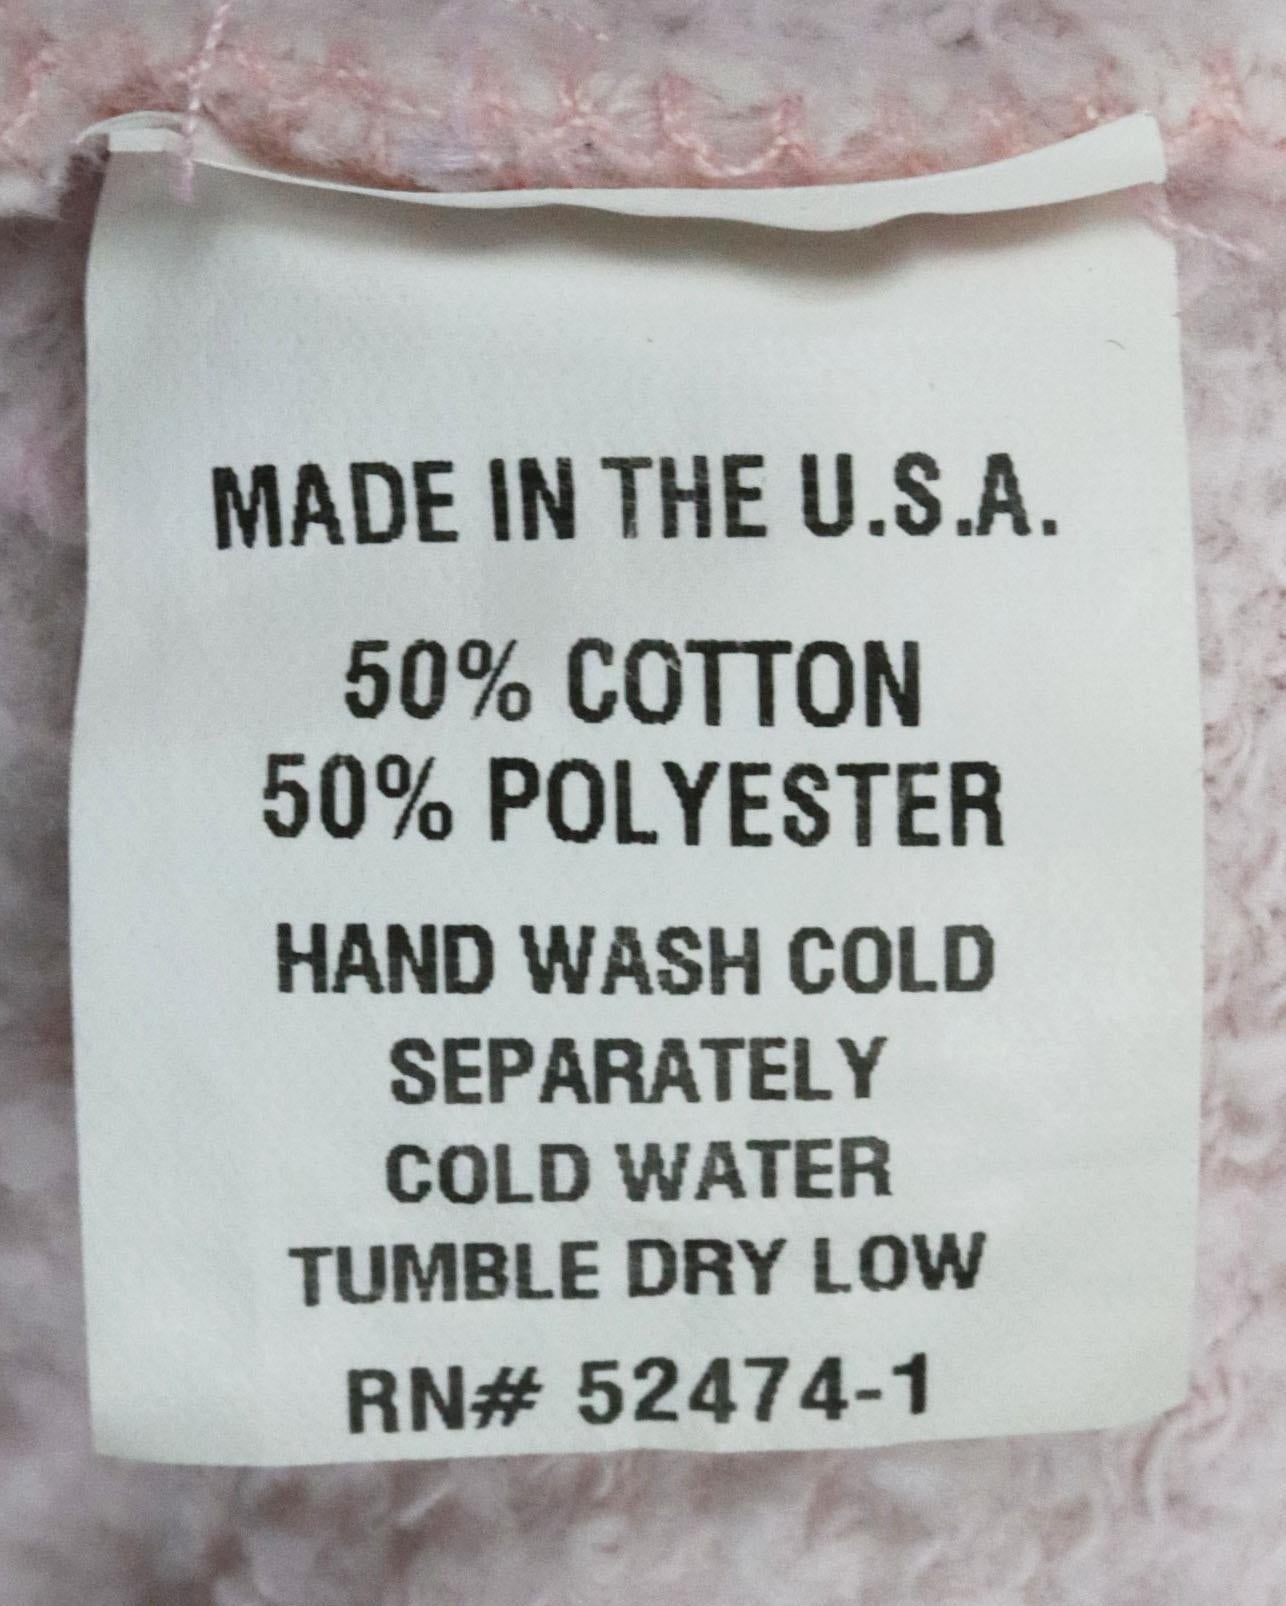 MADE IN THE U.S.A.
50% COTTON
50% POLYESTER
HAND WASH COLD
SEPARATELY
COLD WATER
TUMBLE DRY LOW
RN# 52474-1